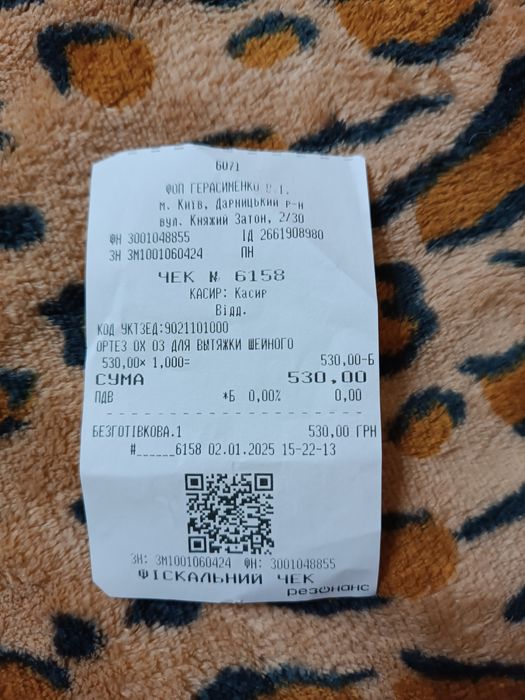 6071
ФОП ГЕРАСИМЕНКО І.
м. Київ, Дарницький р-н
вул. Княжий Затон, 2/30
ФН 3001048855 ІД 2661908980
ЗН ЗМ1001060424 ПН
ЧЕК № 6158
КАСИР: Касир
Відд.
КОД УКТЗЕД:9021101000
ОРТЕЗ ОХ 03 ДЛЯ ВЫТЯЖКИ ШЕЙНОГО
530,00× 1,000= 530,00-Б
СУМА 530,00
ПДВ *Б 0,00% 0,00
БЕЗГОТІВКОВА.1 530,00 ГРН
#______6158 02.01.2025 15-22-13
ЗН: ЗМ1001060424 ФН: 3001048855
ФІСКАЛЬНИЙ ЧЕК
резонанс